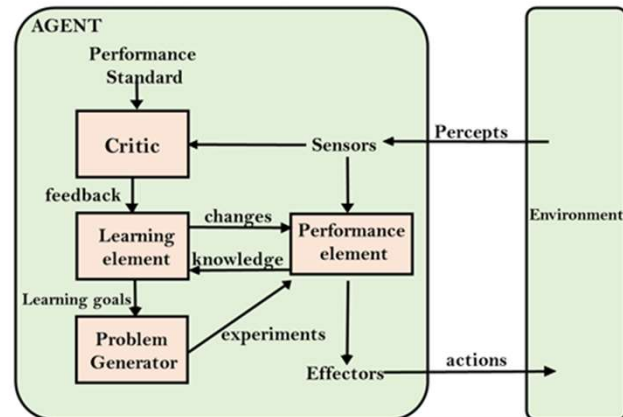 AGENT
Performance
Standard
Critic
Sensors
Percepts
feedback
changes
Learning
element
Performance
element
Environment
knowledge
Learning goals
Problem
Generator
experiments
Effectors
actions